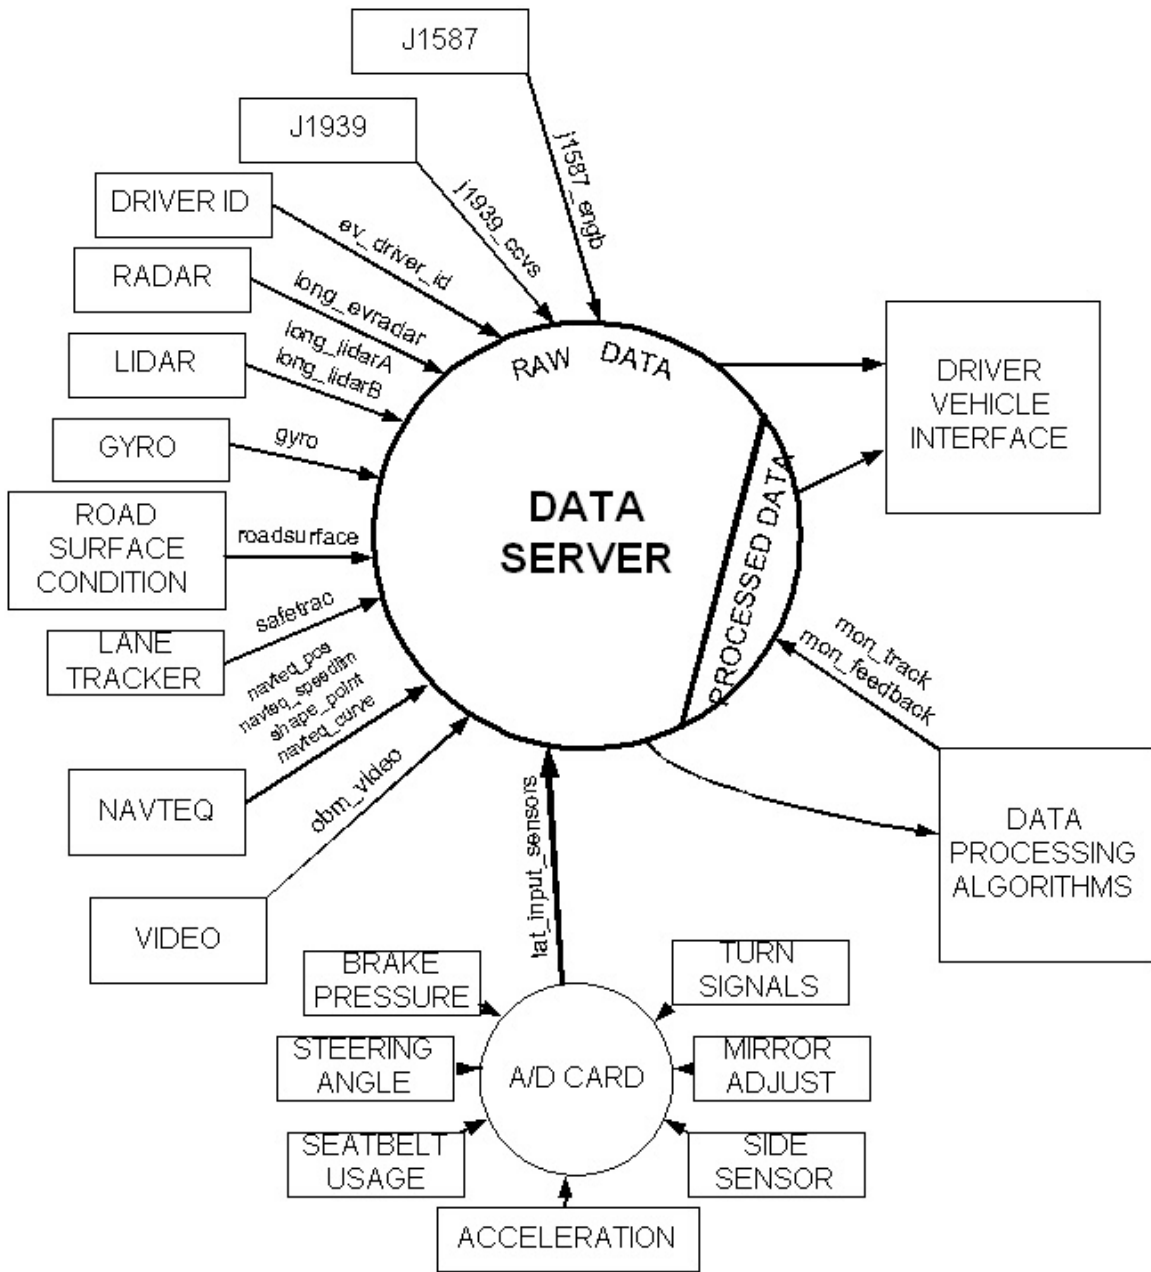 J1587
J1939
j1587_engb
j1939_ccvs
DRIVER ID
ev_driver_id
RADAR
long_evradar
LIDAR
long_lidarA
long_lidarB
GYRO
gyro
ROAD
SURFACE
CONDITION
roadsurface
LANE
TRACKER
safetrac
NAVTEQ
navteq_pos
navteq_speedlim
shape_point
navteq_curve
VIDEO
obm_video
RAW DATA
DATA
SERVER
PROCESSED DATA
DRIVER
VEHICLE
INTERFACE
mon_track
mon_feedback
DATA
PROCESSING
ALGORITHMS
lat_input_sensors
BRAKE
PRESSURE
TURN
SIGNALS
STEERING
ANGLE
A/D CARD
MIRROR
ADJUST
SEATBELT
USAGE
SIDE
SENSOR
ACCELERATION